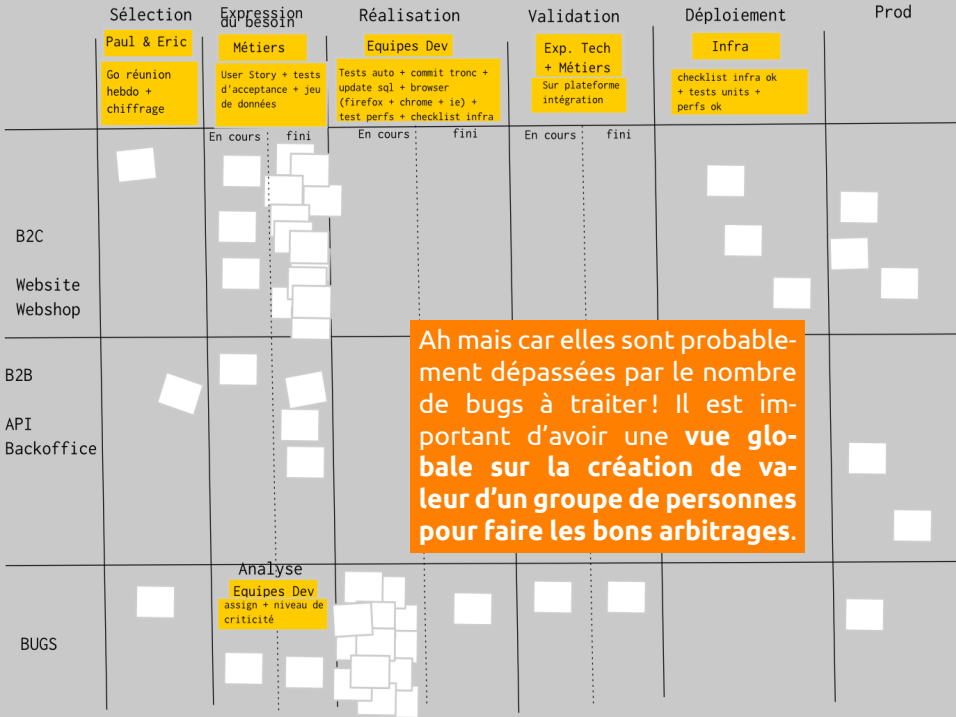 Sélection
Expression
du besoin
Réalisation
Validation
Déploiement
Prod
Paul & Eric
Métiers
Equipes Dev
Exp. Tech
+ Métiers
Infra
Go réunion
hebdo +
chiffrage
User Story + tests
d'acceptance + jeu
de données
Tests auto + commit tronc +
update sql + browser
(firefox + chrome + ie) +
test perfs + checklist infra
Sur plateforme
intégration
checklist infra ok
+ tests units +
perfs ok
En cours
fini
En cours
fini
En cours
fini
B2C
Website
Webshop
Ah mais car elles sont probable-
ment dépassées par le nombre
de bugs à traiter! Il est im-
portant d'avoir une vue glo-
bale sur la création de va-
leur d'un groupe de personnes
pour faire les bons arbitrages.
B2B
API
Backoffice
Analyse
Equipes Dev
assign + niveau de
criticité
BUGS